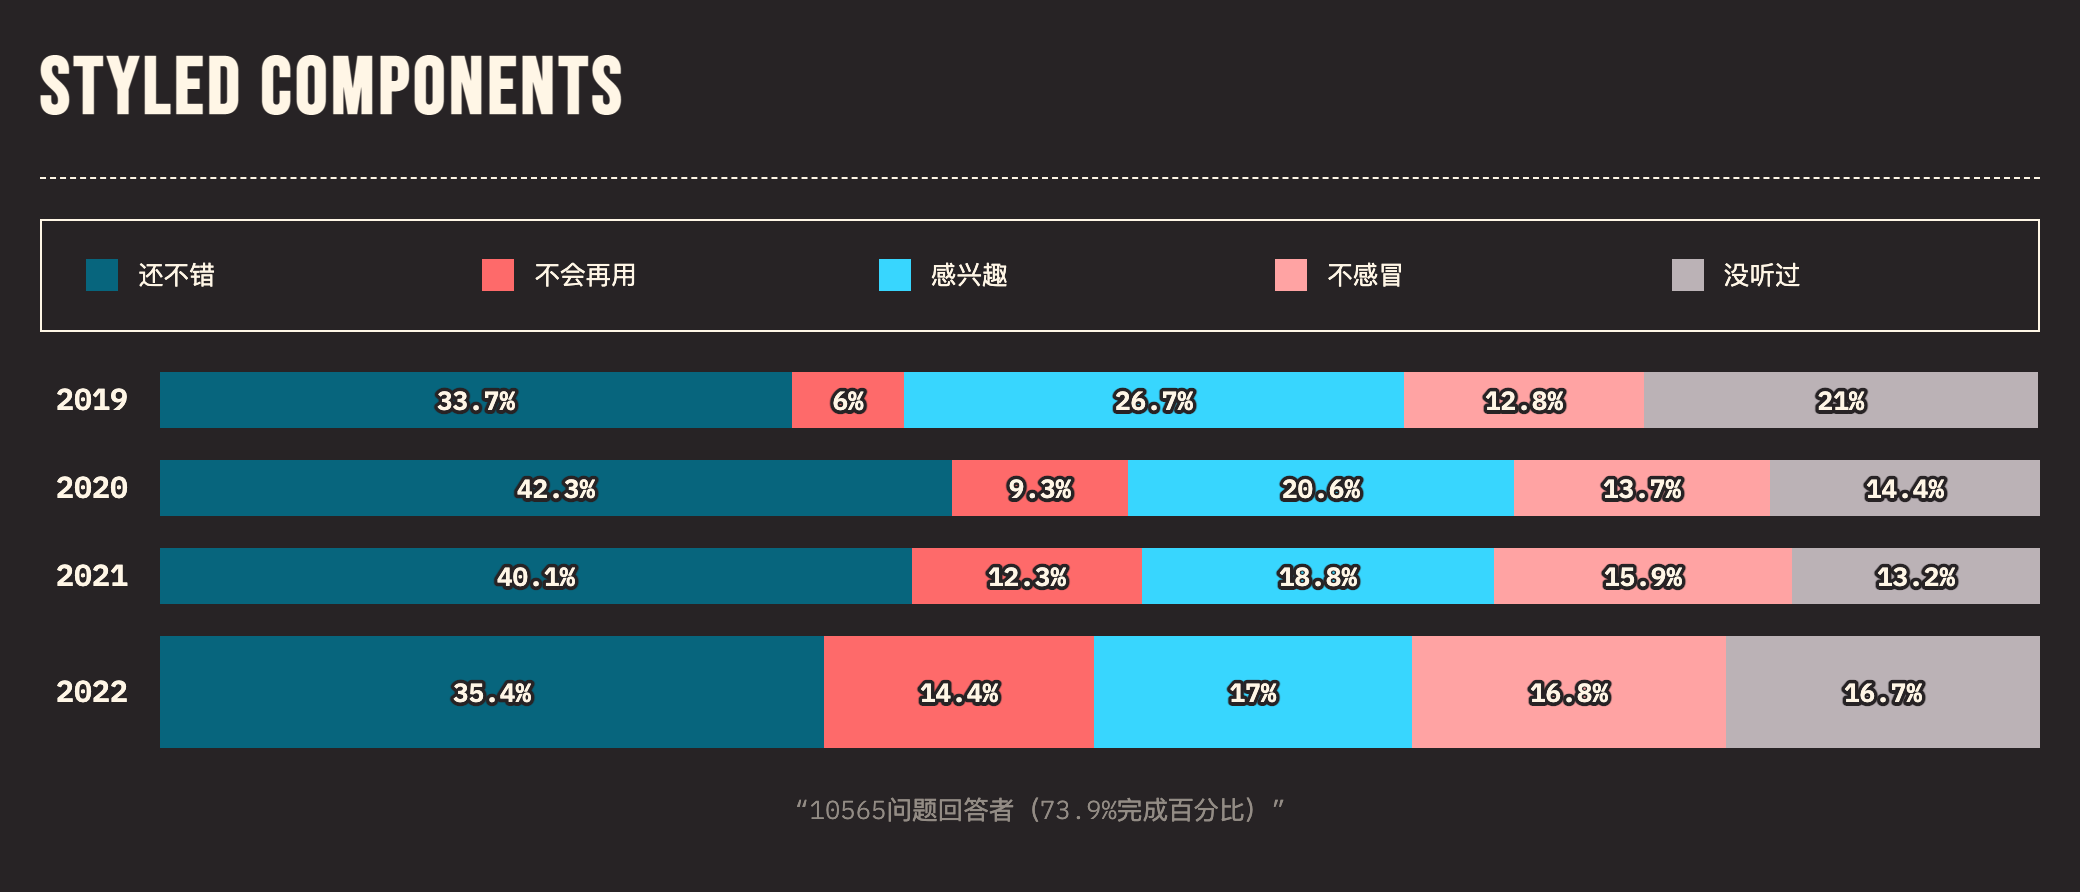 STYLED COMPONENTS
还不错 不会再用 感兴趣 不感冒 没听过
2019 33.7% 6% 26.7% 12.8% 21%
2020 42.3% 9.3% 20.6% 13.7% 14.4%
2021 40.1% 12.3% 18.8% 15.9% 13.2%
2022 35.4% 14.4% 17% 16.8% 16.7%
“10565问题回答者（73.9%完成百分比）”